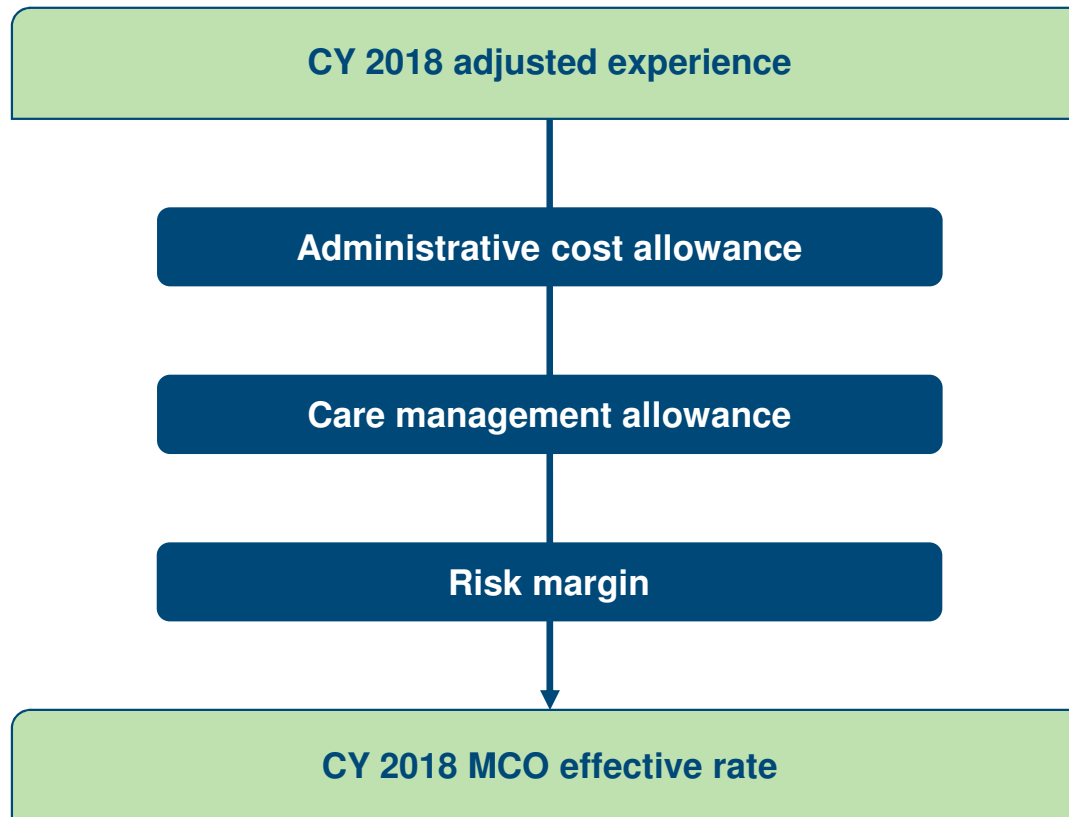 CY 2018 adjusted experience
Administrative cost allowance
Care management allowance
Risk margin
CY 2018 MCO effective rate